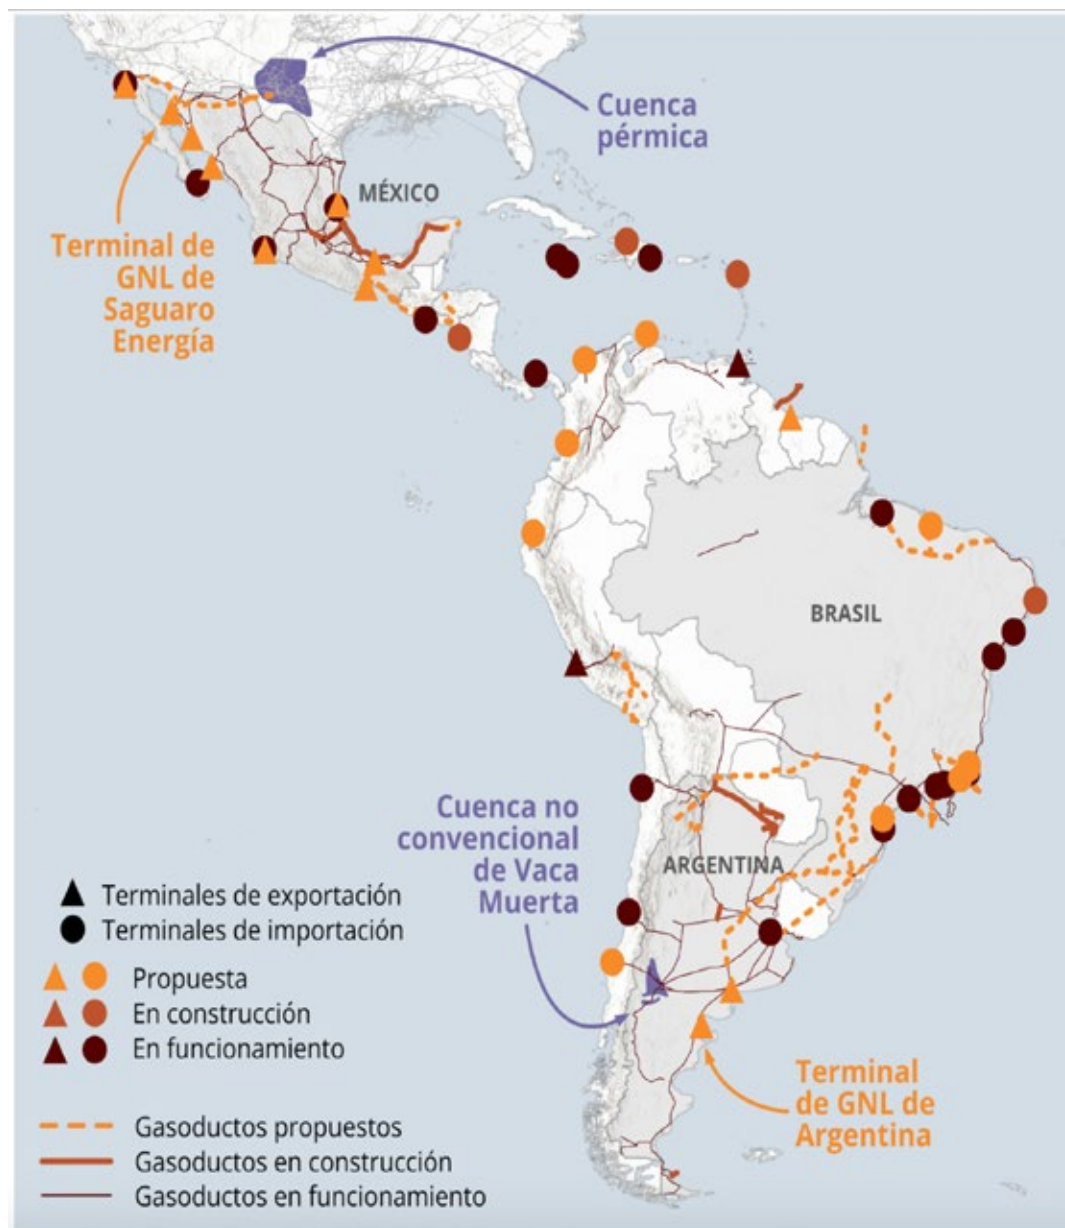 Cuenca
pérmica
MÉXICO
Terminal de
GNL de
Saguaro
Energía
BRASIL
Cuenca no
convencional
de Vaca
Muerta
ARGENTINA
Terminales de exportación
Terminales de importación
Propuesta
En construcción
En funcionamiento
Terminal
de GNL de
Argentina
Gasoductos propuestos
Gasoductos en construcción
Gasoductos en funcionamiento